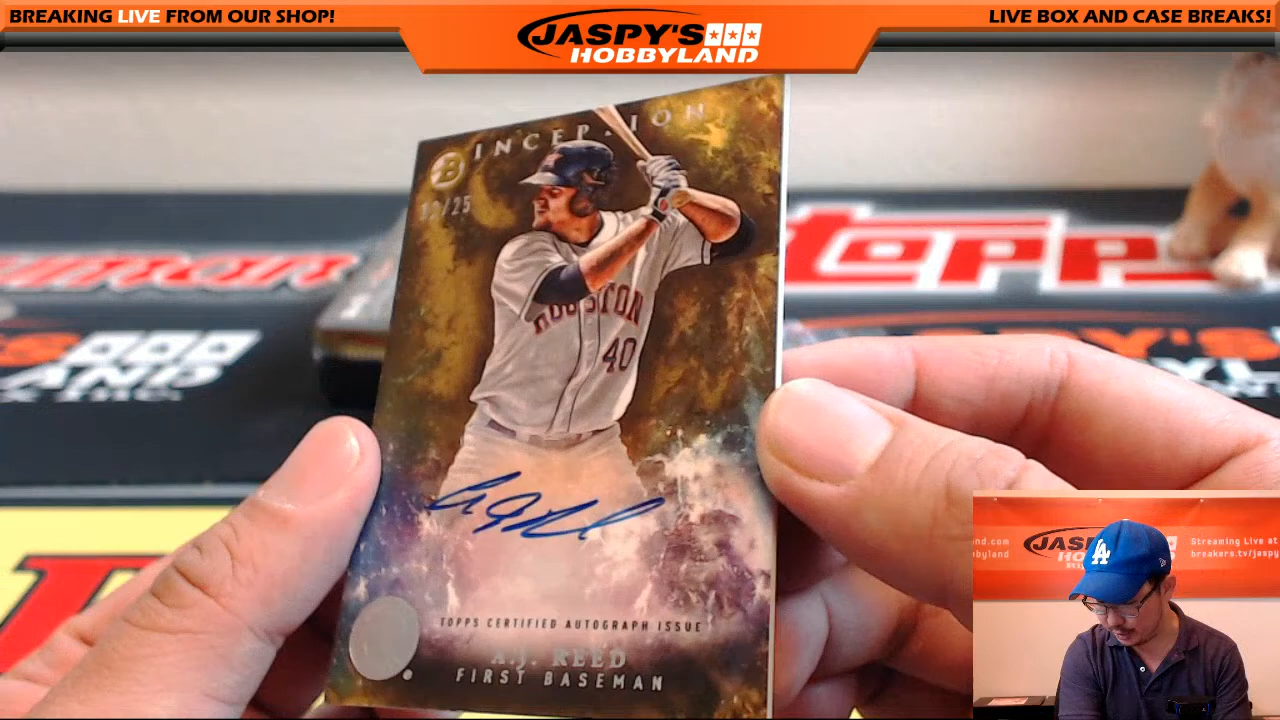 BREAKING LIVE FROM OUR SHOP!
JASPY'S
HOBBYLAND
LIVE BOX AND CASE BREAKS!
B INCEPTION
/25
HOUSTON
40
TOPPS CERTIFIED AUTOGRAPH ISSUE
A.J. REED
FIRST BASEMAN
topps
LA
Streaming Live at
breakers.tv/jaspy